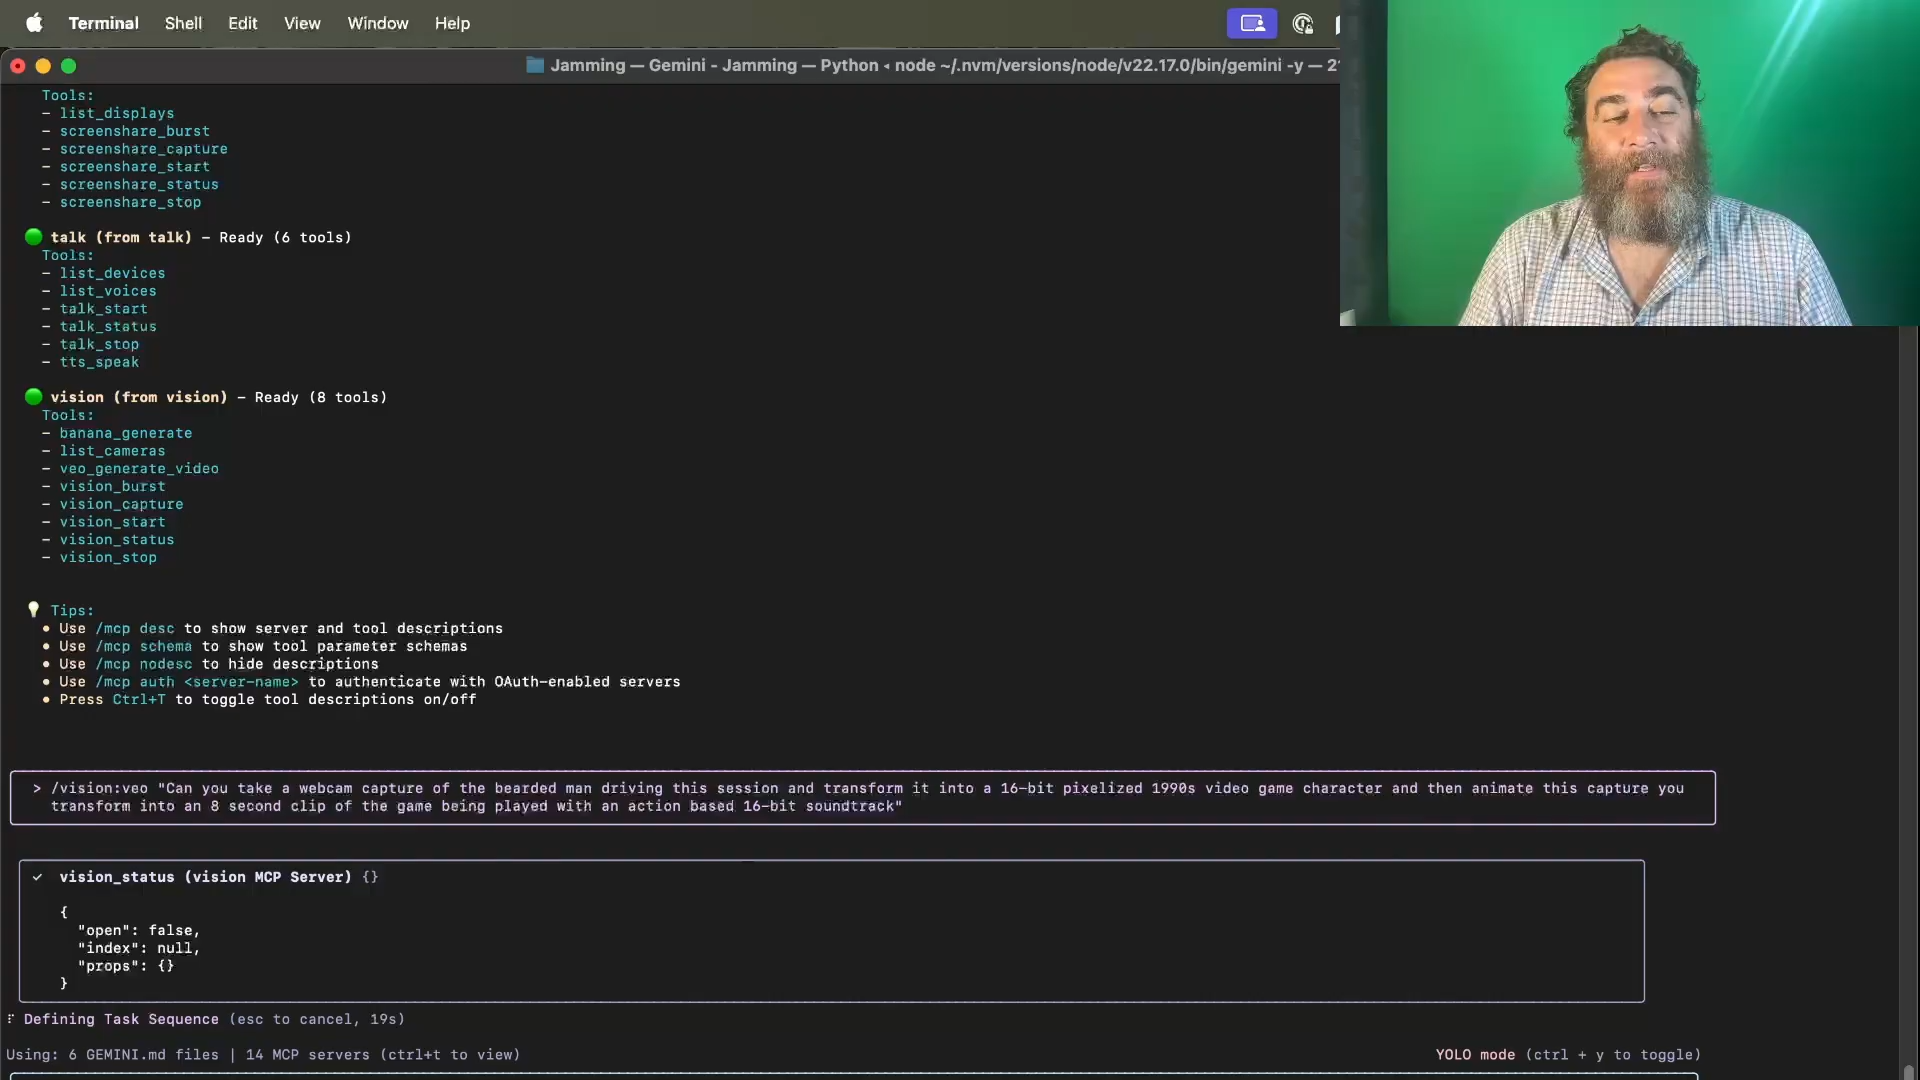 Terminal Shell Edit View Window Help
Jamming — Gemini - Jamming — Python ◂ node ~/.nvm/versions/node/v22.17.0/bin/gemini -y — 21
Tools:
- list_displays
- screenshare_burst
- screenshare_capture
- screenshare_start
- screenshare_status
- screenshare_stop
talk (from talk) - Ready (6 tools)
Tools:
- list_devices
- list_voices
- talk_start
- talk_status
- talk_stop
- tts_speak
vision (from vision) - Ready (8 tools)
Tools:
- banana_generate
- list_cameras
- veo_generate_video
- vision_burst
- vision_capture
- vision_start
- vision_status
- vision_stop
Tips:
• Use /mcp desc to show server and tool descriptions
• Use /mcp schema to show tool parameter schemas
• Use /mcp nodesc to hide descriptions
• Use /mcp auth <server-name> to authenticate with OAuth-enabled servers
• Press Ctrl+T to toggle tool descriptions on/off
> /vision:veo "Can you take a webcam capture of the bearded man driving this session and transform it into a 16-bit pixelized 1990s video game character and then animate this capture you
transform into an 8 second clip of the game being played with an action based 16-bit soundtrack"
✓ vision_status (vision MCP Server) {}
{
"open": false,
"index": null,
"props": {}
}
⠏ Defining Task Sequence (esc to cancel, 19s)
Using: 6 GEMINI.md files | 14 MCP servers (ctrl+t to view) YOLO mode (ctrl + y to toggle)